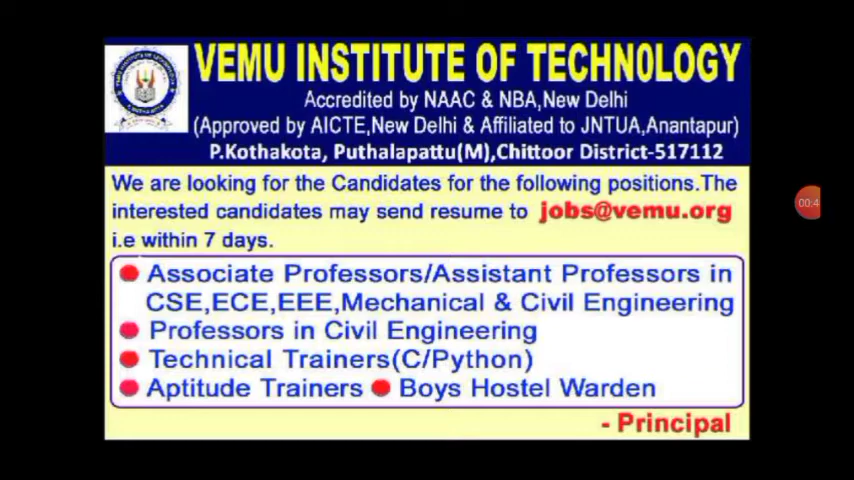 VEMU INSTITUTE OF TECHNOLOGY
Accredited by NAAC & NBA,New Delhi
(Approved by AICTE,New Delhi & Affiliated to JNTUA,Anantapur)
P.Kothakota, Puthalapattu(M),Chittoor District-517112
We are looking for the Candidates for the following positions.The
interested candidates may send resume to jobs@vemu.org
i.e within 7 days.
Associate Professors/Assistant Professors in
CSE,ECE,EEE,Mechanical & Civil Engineering
Professors in Civil Engineering
Technical Trainers(C/Python)
Aptitude Trainers ● Boys Hostel Warden
- Principal
00:4